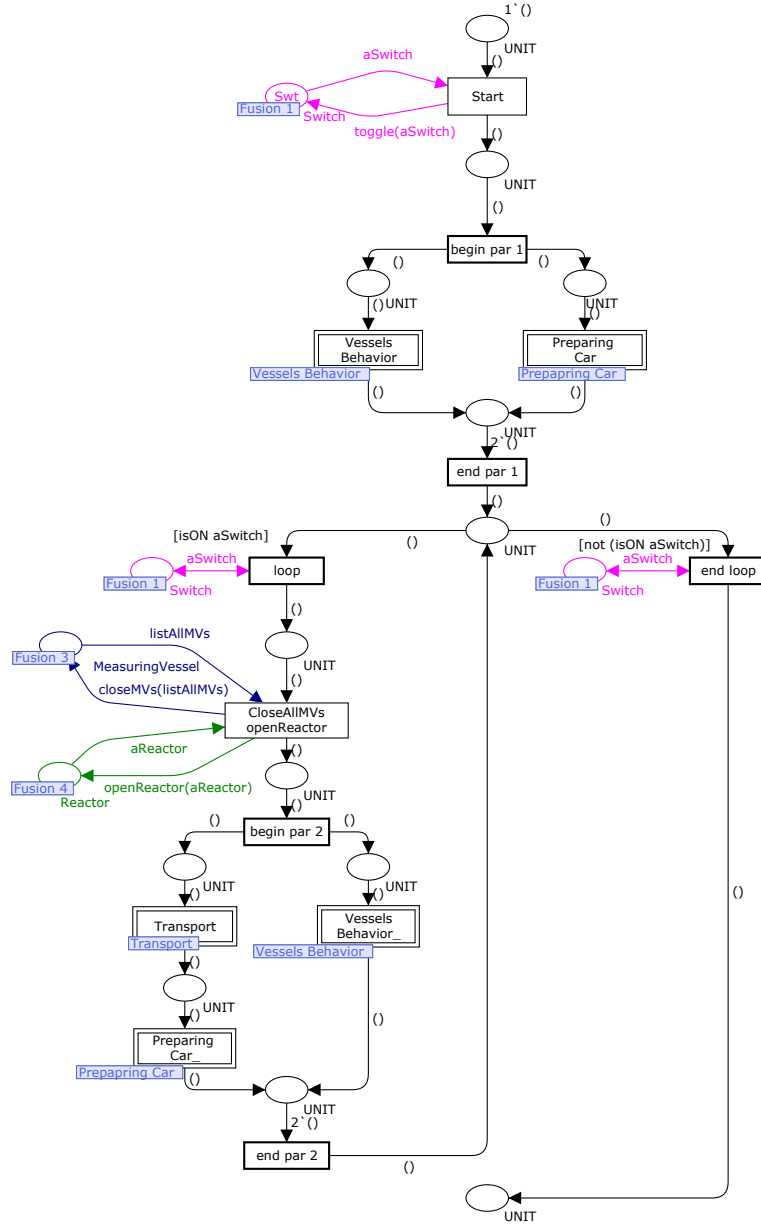 1`()
UNIT
()
aSwitch
Swt
Fusion 1
Switch
Start
toggle(aSwitch)
()
UNIT
()
begin par 1
()
()
UNIT
UNIT
()
()
Vessels
Behavior
Vessels Behavior
Preparing
Car
Prepapring Car
()
()
UNIT
2`()
end par 1
()
UNIT
()
()
[isON aSwitch]
aSwitch
Fusion 1
Switch
loop
[not (isON aSwitch)]
aSwitch
Fusion 1
Switch
end loop
()
UNIT
()
listAllMVs
Fusion 3
MeasuringVessel
closeMVs(listAllMVs)
CloseAllMVs
openReactor
aReactor
Fusion 4
Reactor
openReactor(aReactor)
()
UNIT
()
begin par 2
()
()
UNIT
UNIT
()
()
Transport
Transport
Vessels
Behavior_
Vessels Behavior
()
()
UNIT
()
Preparing
Car_
Prepapring Car
()
()
UNIT
2`()
end par 2
()
()
UNIT